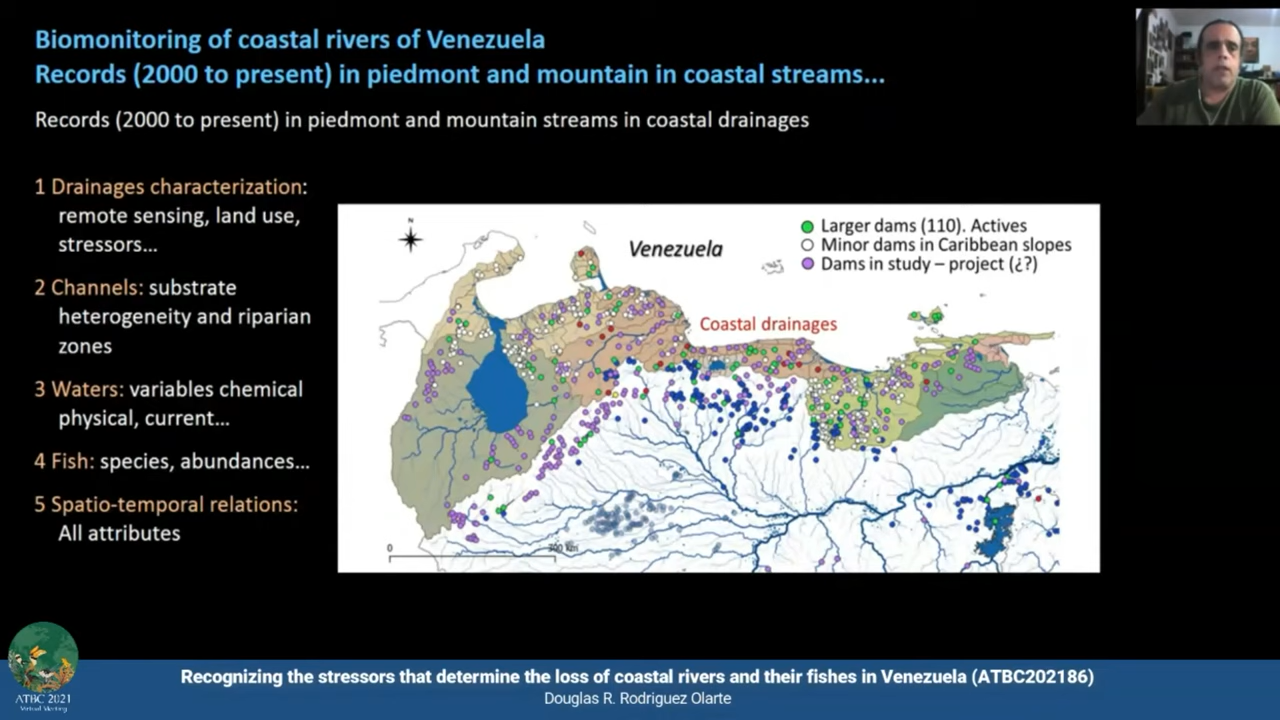 Biomonitoring of coastal rivers of Venezuela
Records (2000 to present) in piedmont and mountain in coastal streams...
Records (2000 to present) in piedmont and mountain streams in coastal drainages
1 Drainages characterization:
remote sensing, land use,
stressors...
2 Channels: substrate
heterogeneity and riparian
zones
3 Waters: variables chemical
physical, current...
4 Fish: species, abundances...
5 Spatio-temporal relations:
All attributes
N
Venezuela
Larger dams (110). Actives
Minor dams in Caribbean slopes
Dams in study – project (¿?)
Coastal drainages
0
300 km
ATBC 2021
Virtual Meeting
Recognizing the stressors that determine the loss of coastal rivers and their fishes in Venezuela (ATBC202186)
Douglas R. Rodriguez Olarte